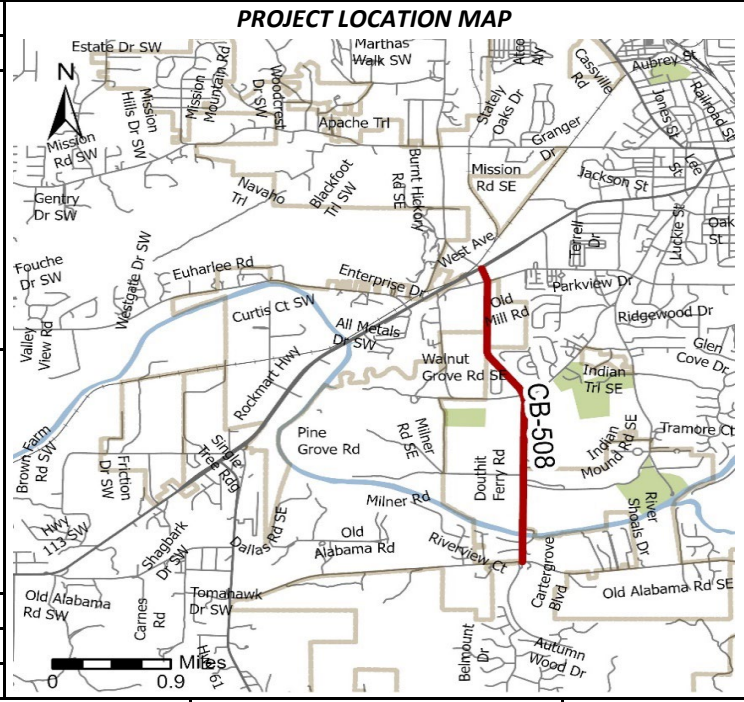 PROJECT LOCATION MAP
Estate Dr SW
Marthas
Walk SW
Mission
Mountain Rd
Woodcrest
Dr SW
Cassville
Rd
Aubrey St
N
Mission
Hills Dr SW
Stately
Oaks Dr
Jones St
Railroad St
Apache Trl
Granger
Dr
Mission
Rd SW
Burnt Hickory
Rd SE
Mission
Rd SE
Lee
St
Jackson St
Gentry
Dr SW
Navaho
Trl
Blackfoot
Trl SW
Luckie St
Oak
St
Terrell
Dr
West Ave
Fouche
Dr SW
Westgate Dr SW
Euharlee Rd
Enterprise Dr
Parkview Dr
Curtis Ct SW
Old
Mill Rd
Ridgewood Dr
All Metals
Dr SW
Valley
View Rd
Glen
Cove Dr
Walnut
Grove Rd SE
Indian
Trl SE
Rockmart Hwy
CB-508
Milner
Rd SE
Pine
Grove Rd
Indian
Mound Rd SE
Tramore Ct
Brown Farm
Rd SW
Single
Tree Rdg
Friction
Dr SW
Douthit
Ferry Rd
Milner Rd
River
Shoals Dr
Hwy
113 SW
Shagbark
Dr SW
Dallas Rd SE
Old
Alabama Rd
Riverview Ct
Cartergrove
Blvd
Old Alabama Rd SE
Old Alabama
Rd SW
Carnes
Rd
Tomahawk
Dr SW
Belmount
Dr
Autumn
Wood Dr
Miles
0 0.9